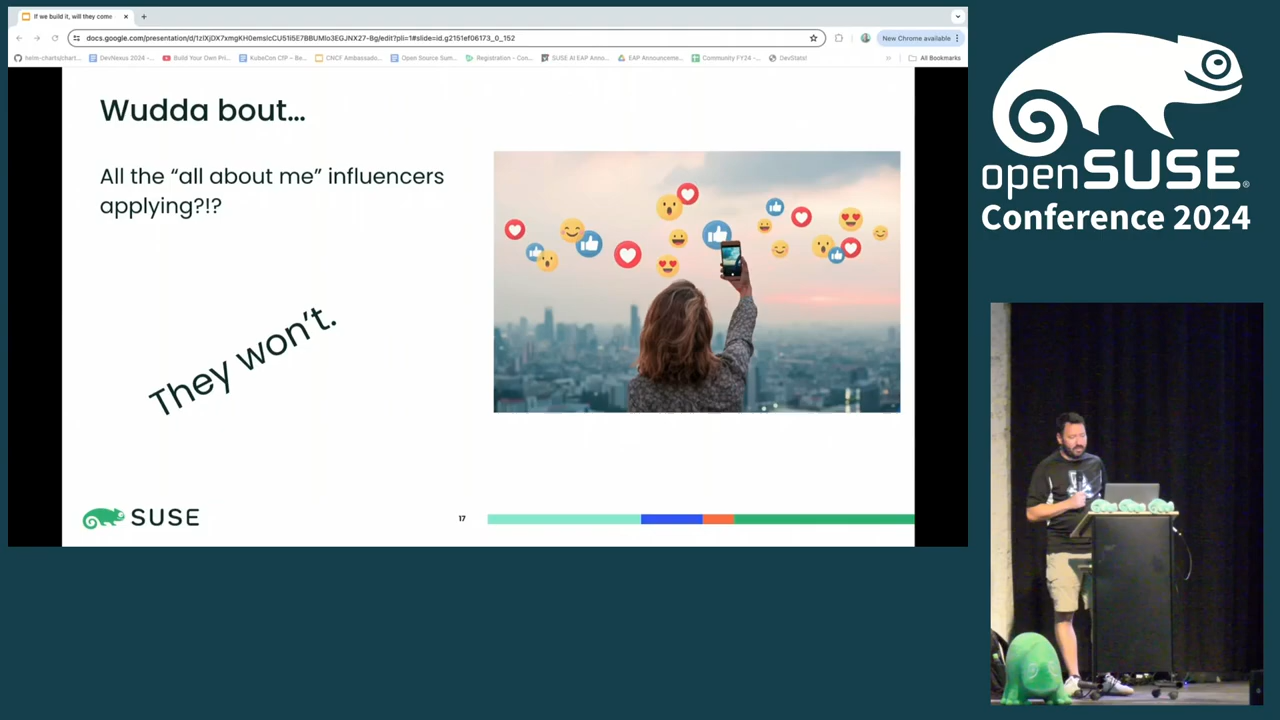 If we build it, will they come
docs.google.com/presentation/d/1zlXjDX7xmgKH0emslcCU51i5E7BBUMlo3EGJNX27-8g/edit?pli=1#slide=id.g2151ef06173_0_152
New Chrome available
helm-charts/chart...
DevNexus 2024 -...
Build Your Own Pri...
KubeCon CfP – Be...
CNCF Ambassado...
Open Source Sum...
Registration - Con...
SUSE AI EAP Anno...
EAP Announceme...
Community FY24 -...
DevStats!
All Bookmarks
Wudda bout...
All the “all about me” influencers
applying?!?
They won’t.
SUSE
17
openSUSE®
Conference 2024